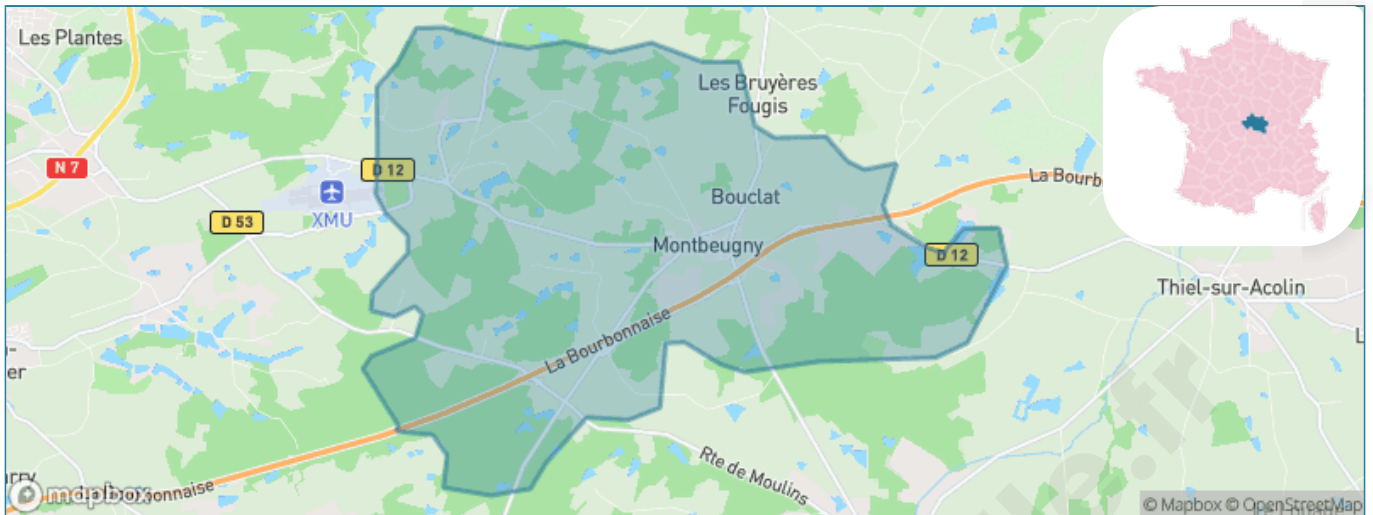 Les Plantes
Les Bruyères
Fougis
N 7
D 12
La Bourb
XMU
Bouclat
D 53
Montbeugny
D 12
Thiel-sur-Acolin
La Bourbonnaise
er
Rte de Moulins
mapbox
© Mapbox © OpenStreetMap